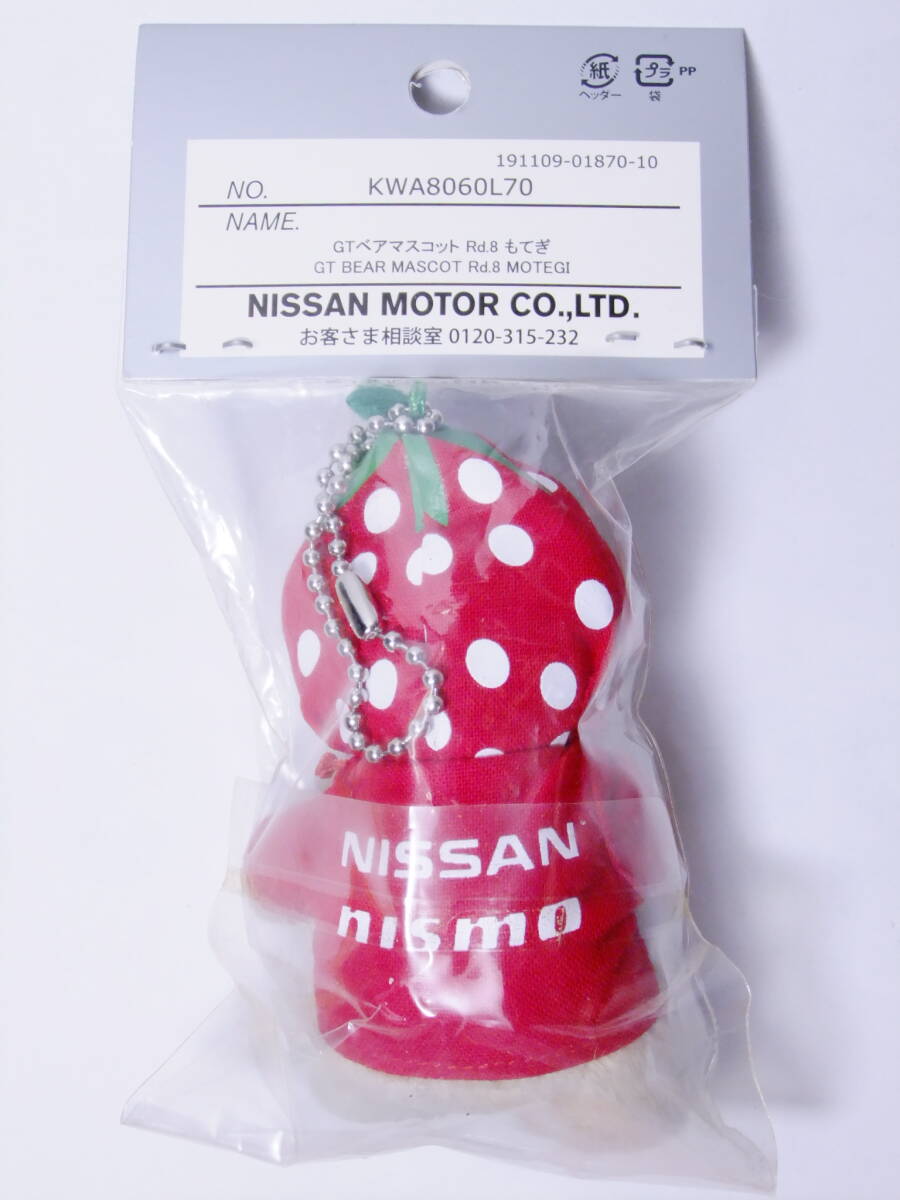 紙
ヘッダー
プラ
PP
袋
191109-01870-10
NO. KWA8060L70
NAME.
GTベアマスコット Rd.8 もてぎ
GT BEAR MASCOT Rd.8 MOTEGI
NISSAN MOTOR CO.,LTD.
お客さま相談室 0120-315-232
NISSAN
nismo